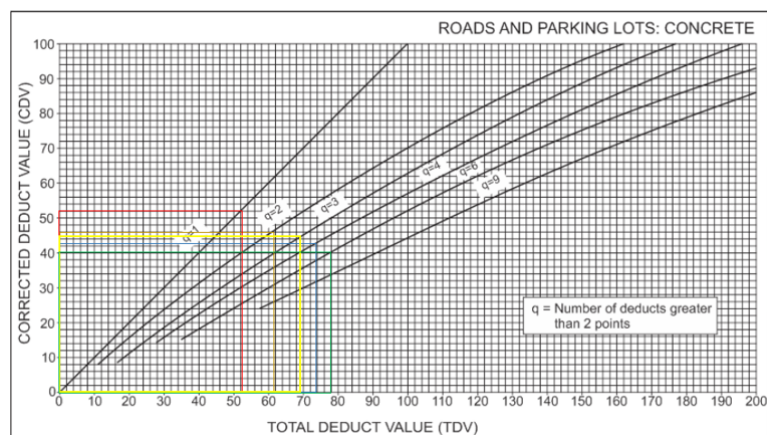 ROADS AND PARKING LOTS: CONCRETE
CORRECTED DEDUCT VALUE (CDV)
100
90
80
70
60
50
40
30
20
10
0
q=1
q=2
q=3
q=4
q=6
q=9
q = Number of deducts greater
than 2 points
0 10 20 30 40 50 60 70 80 90 100 110 120 130 140 150 160 170 180 190 200
TOTAL DEDUCT VALUE (TDV)